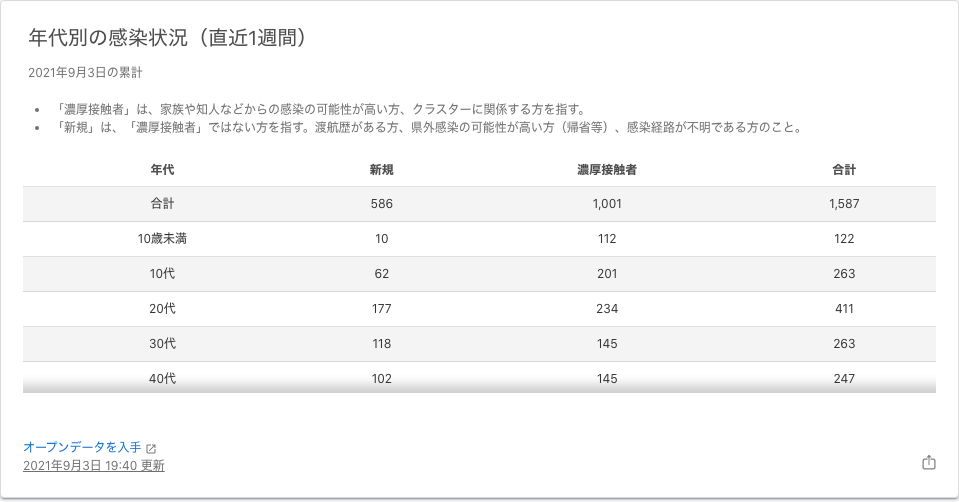 年代別の感染状況（直近1週間）
2021年9月3日の累計
• 「濃厚接触者」は、家族や知人などからの感染の可能性が高い方、クラスターに関係する方を指す。
• 「新規」は、「濃厚接触者」ではない方を指す。渡航歴がある方、県外感染の可能性が高い方（帰省等）、感染経路が不明である方のこと。
年代 新規 濃厚接触者 合計
合計 586 1,001 1,587
10歳未満 10 112 122
10代 62 201 263
20代 177 234 411
30代 118 145 263
40代 102 145 247
オープンデータを入手
2021年9月3日 19:40 更新